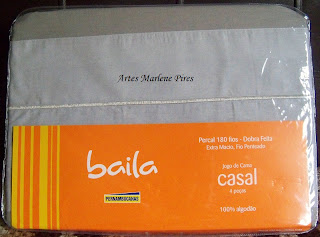 Artes Marlene Pires
Percal 180 fios - Dobra Feita
Extra Macio, Fio Penteado
baila
Jogo de Cama
casal
4 peças
PERNAMBUCANAS
100% algodão